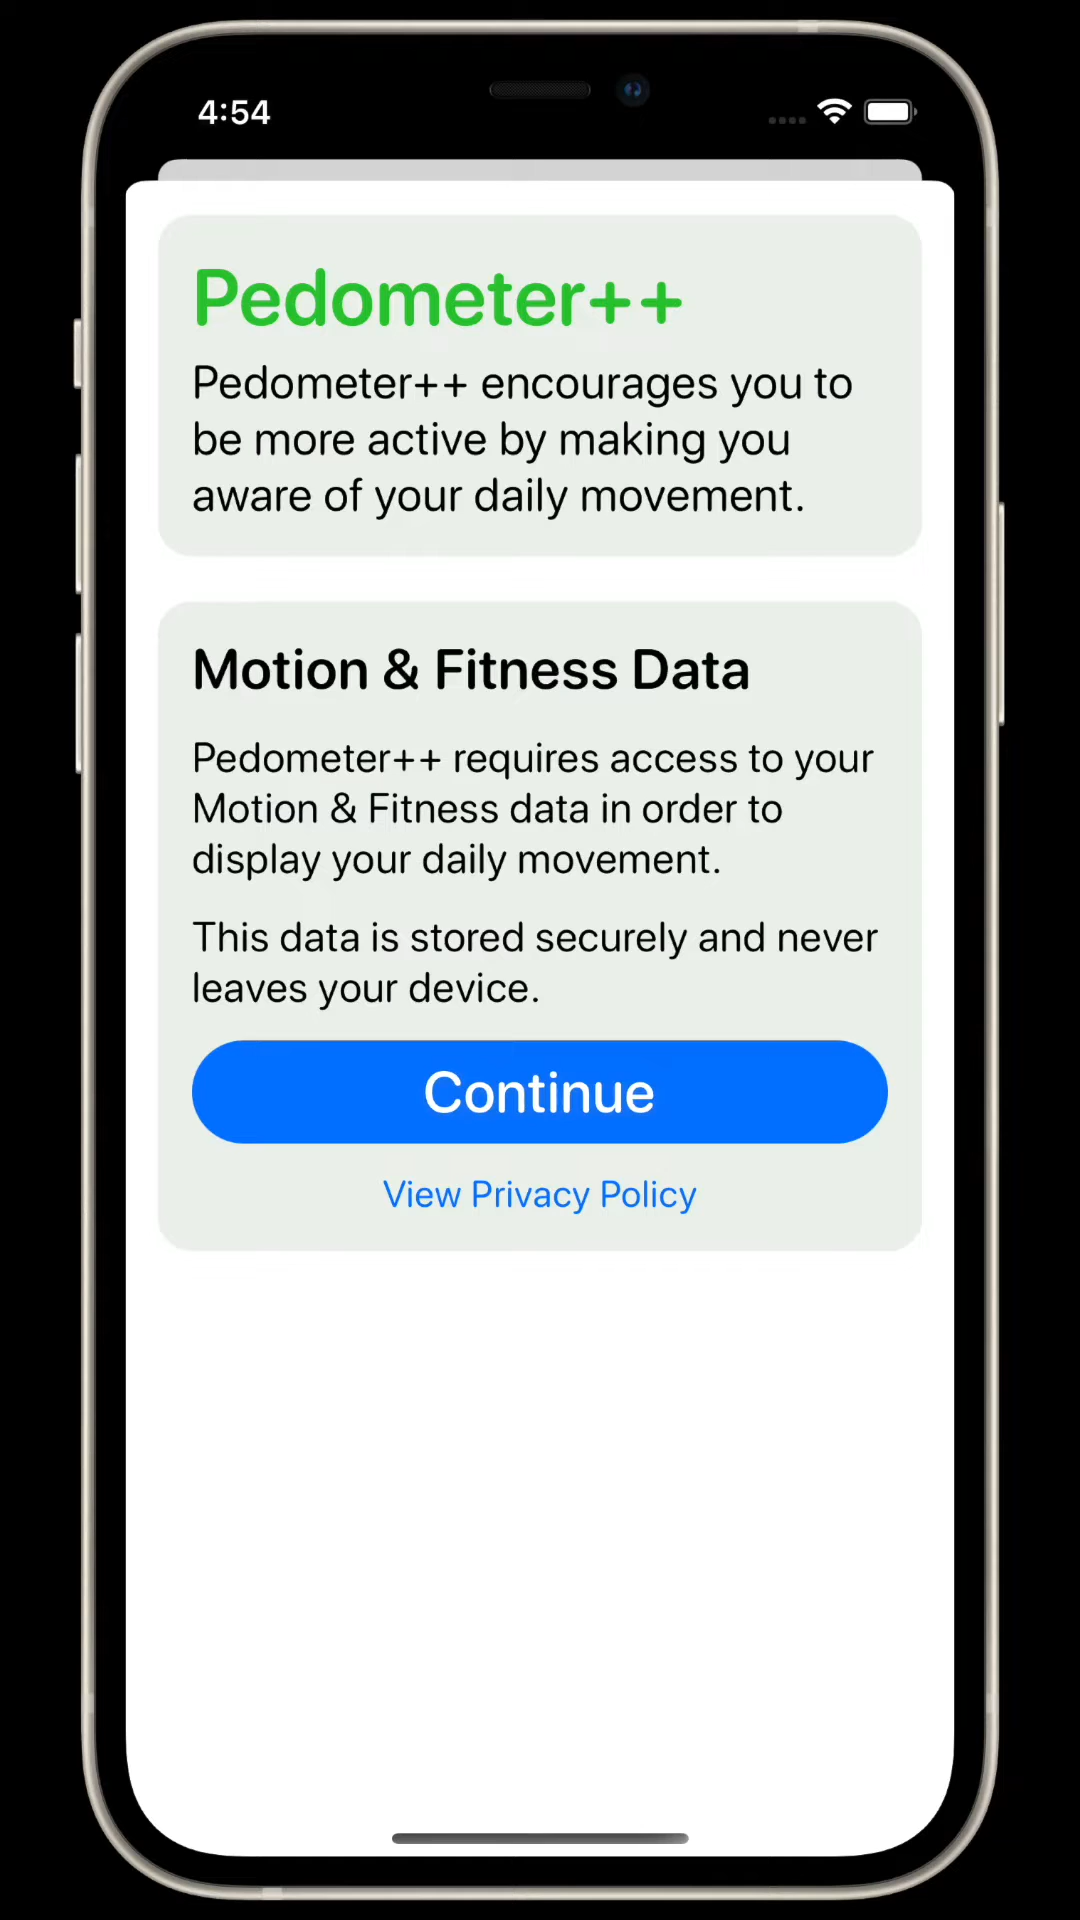 4:54
Pedometer++
Pedometer++ encourages you to
be more active by making you
aware of your daily movement.
Motion & Fitness Data
Pedometer++ requires access to your
Motion & Fitness data in order to
display your daily movement.
This data is stored securely and never
leaves your device.
Continue
View Privacy Policy